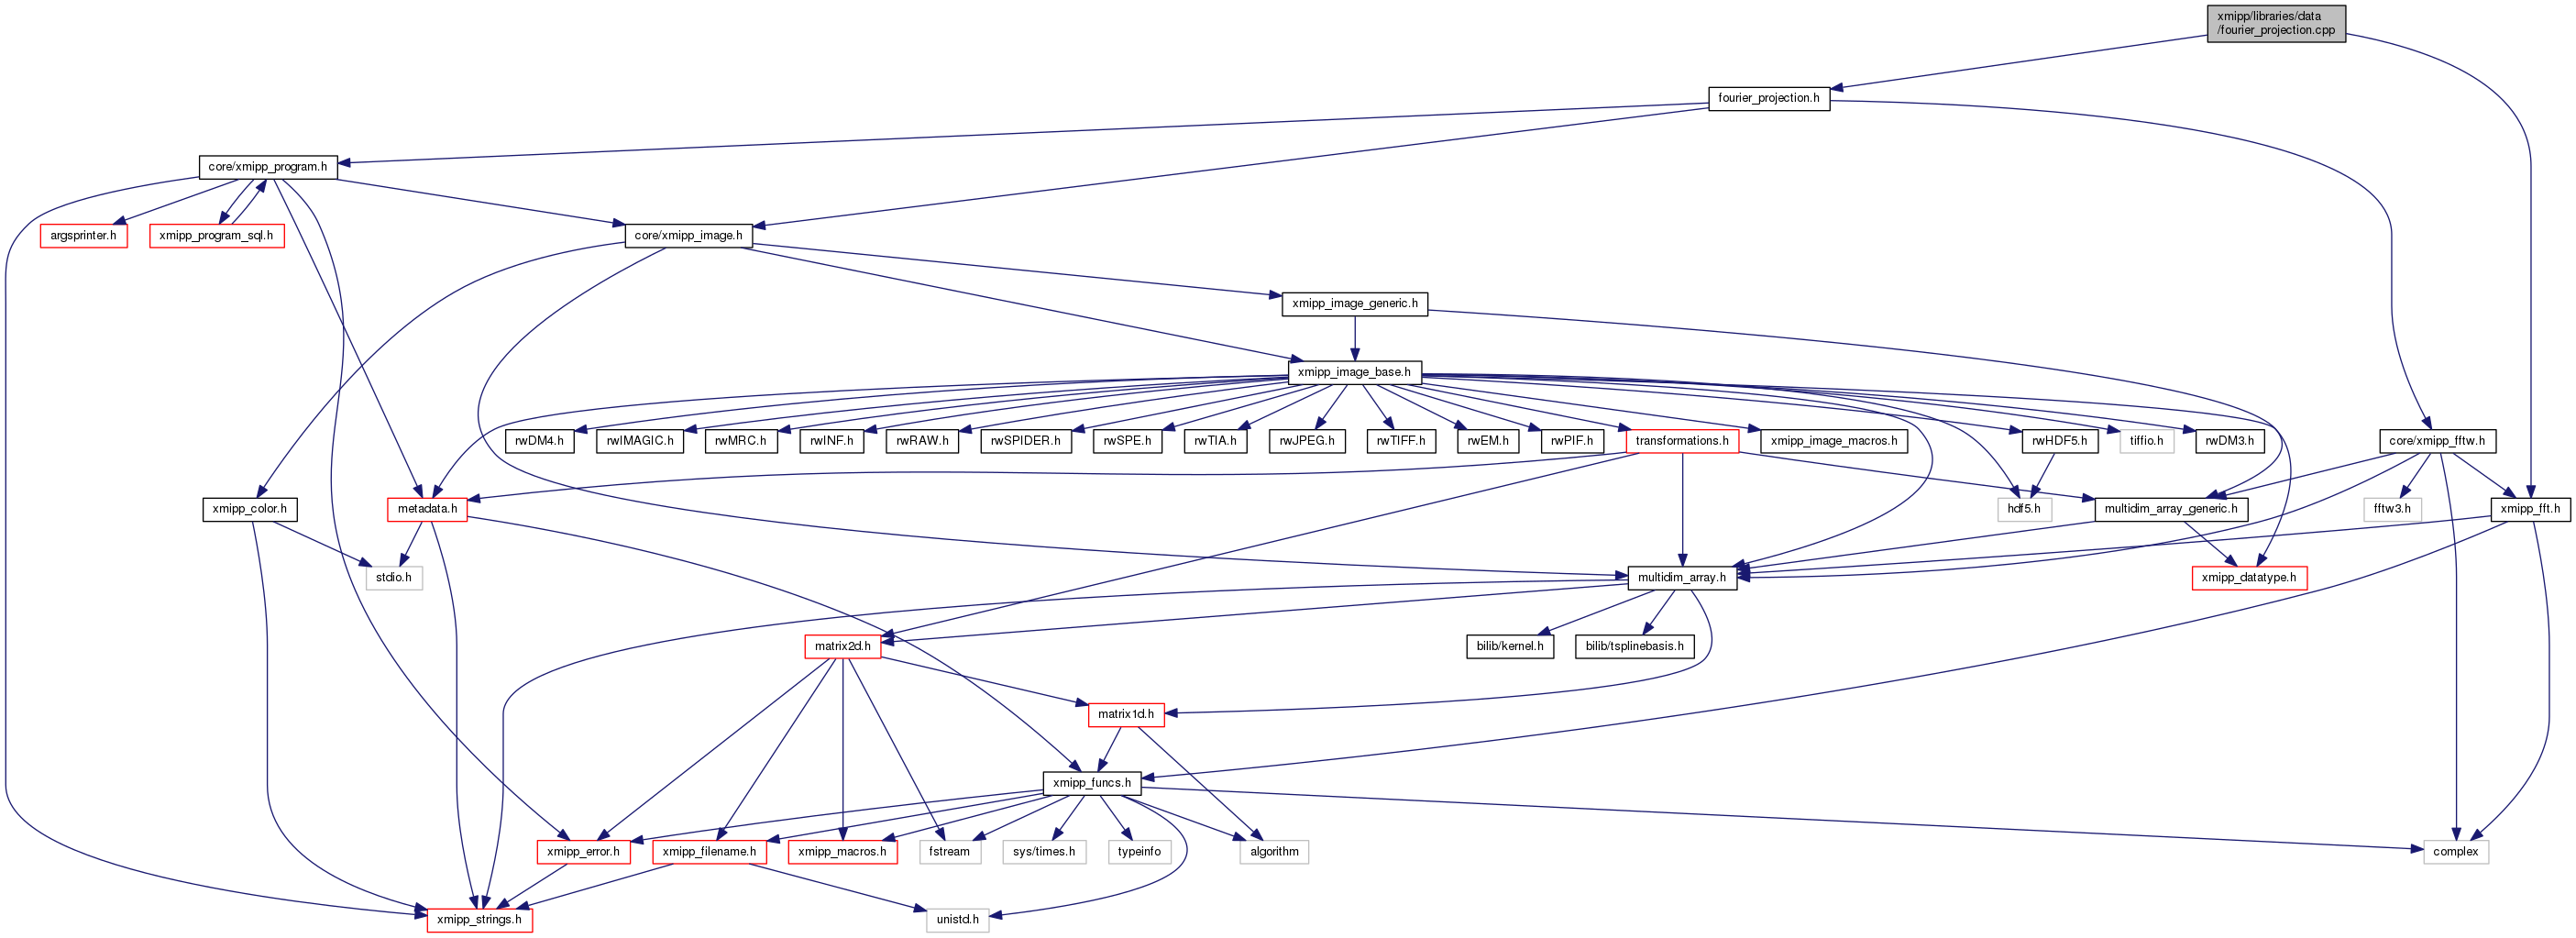 xmipp/libraries/data
/fourier_projection.cpp
fourier_projection.h
core/xmipp_program.h
argsprinter.h
xmipp_program_sql.h
core/xmipp_image.h
xmipp_image_generic.h
xmipp_image_base.h
rwDM4.h
rwIMAGIC.h
rwMRC.h
rwINF.h
rwRAW.h
rwSPIDER.h
rwSPE.h
rwTIA.h
rwJPEG.h
rwTIFF.h
rwEM.h
rwPIF.h
transformations.h
xmipp_image_macros.h
rwHDF5.h
tiffio.h
rwDM3.h
core/xmipp_fftw.h
xmipp_color.h
metadata.h
hdf5.h
multidim_array_generic.h
fftw3.h
xmipp_fft.h
stdio.h
multidim_array.h
xmipp_datatype.h
matrix2d.h
bilib/kernel.h
bilib/tsplinebasis.h
matrix1d.h
xmipp_funcs.h
xmipp_error.h
xmipp_filename.h
xmipp_macros.h
fstream
sys/times.h
typeinfo
algorithm
complex
xmipp_strings.h
unistd.h